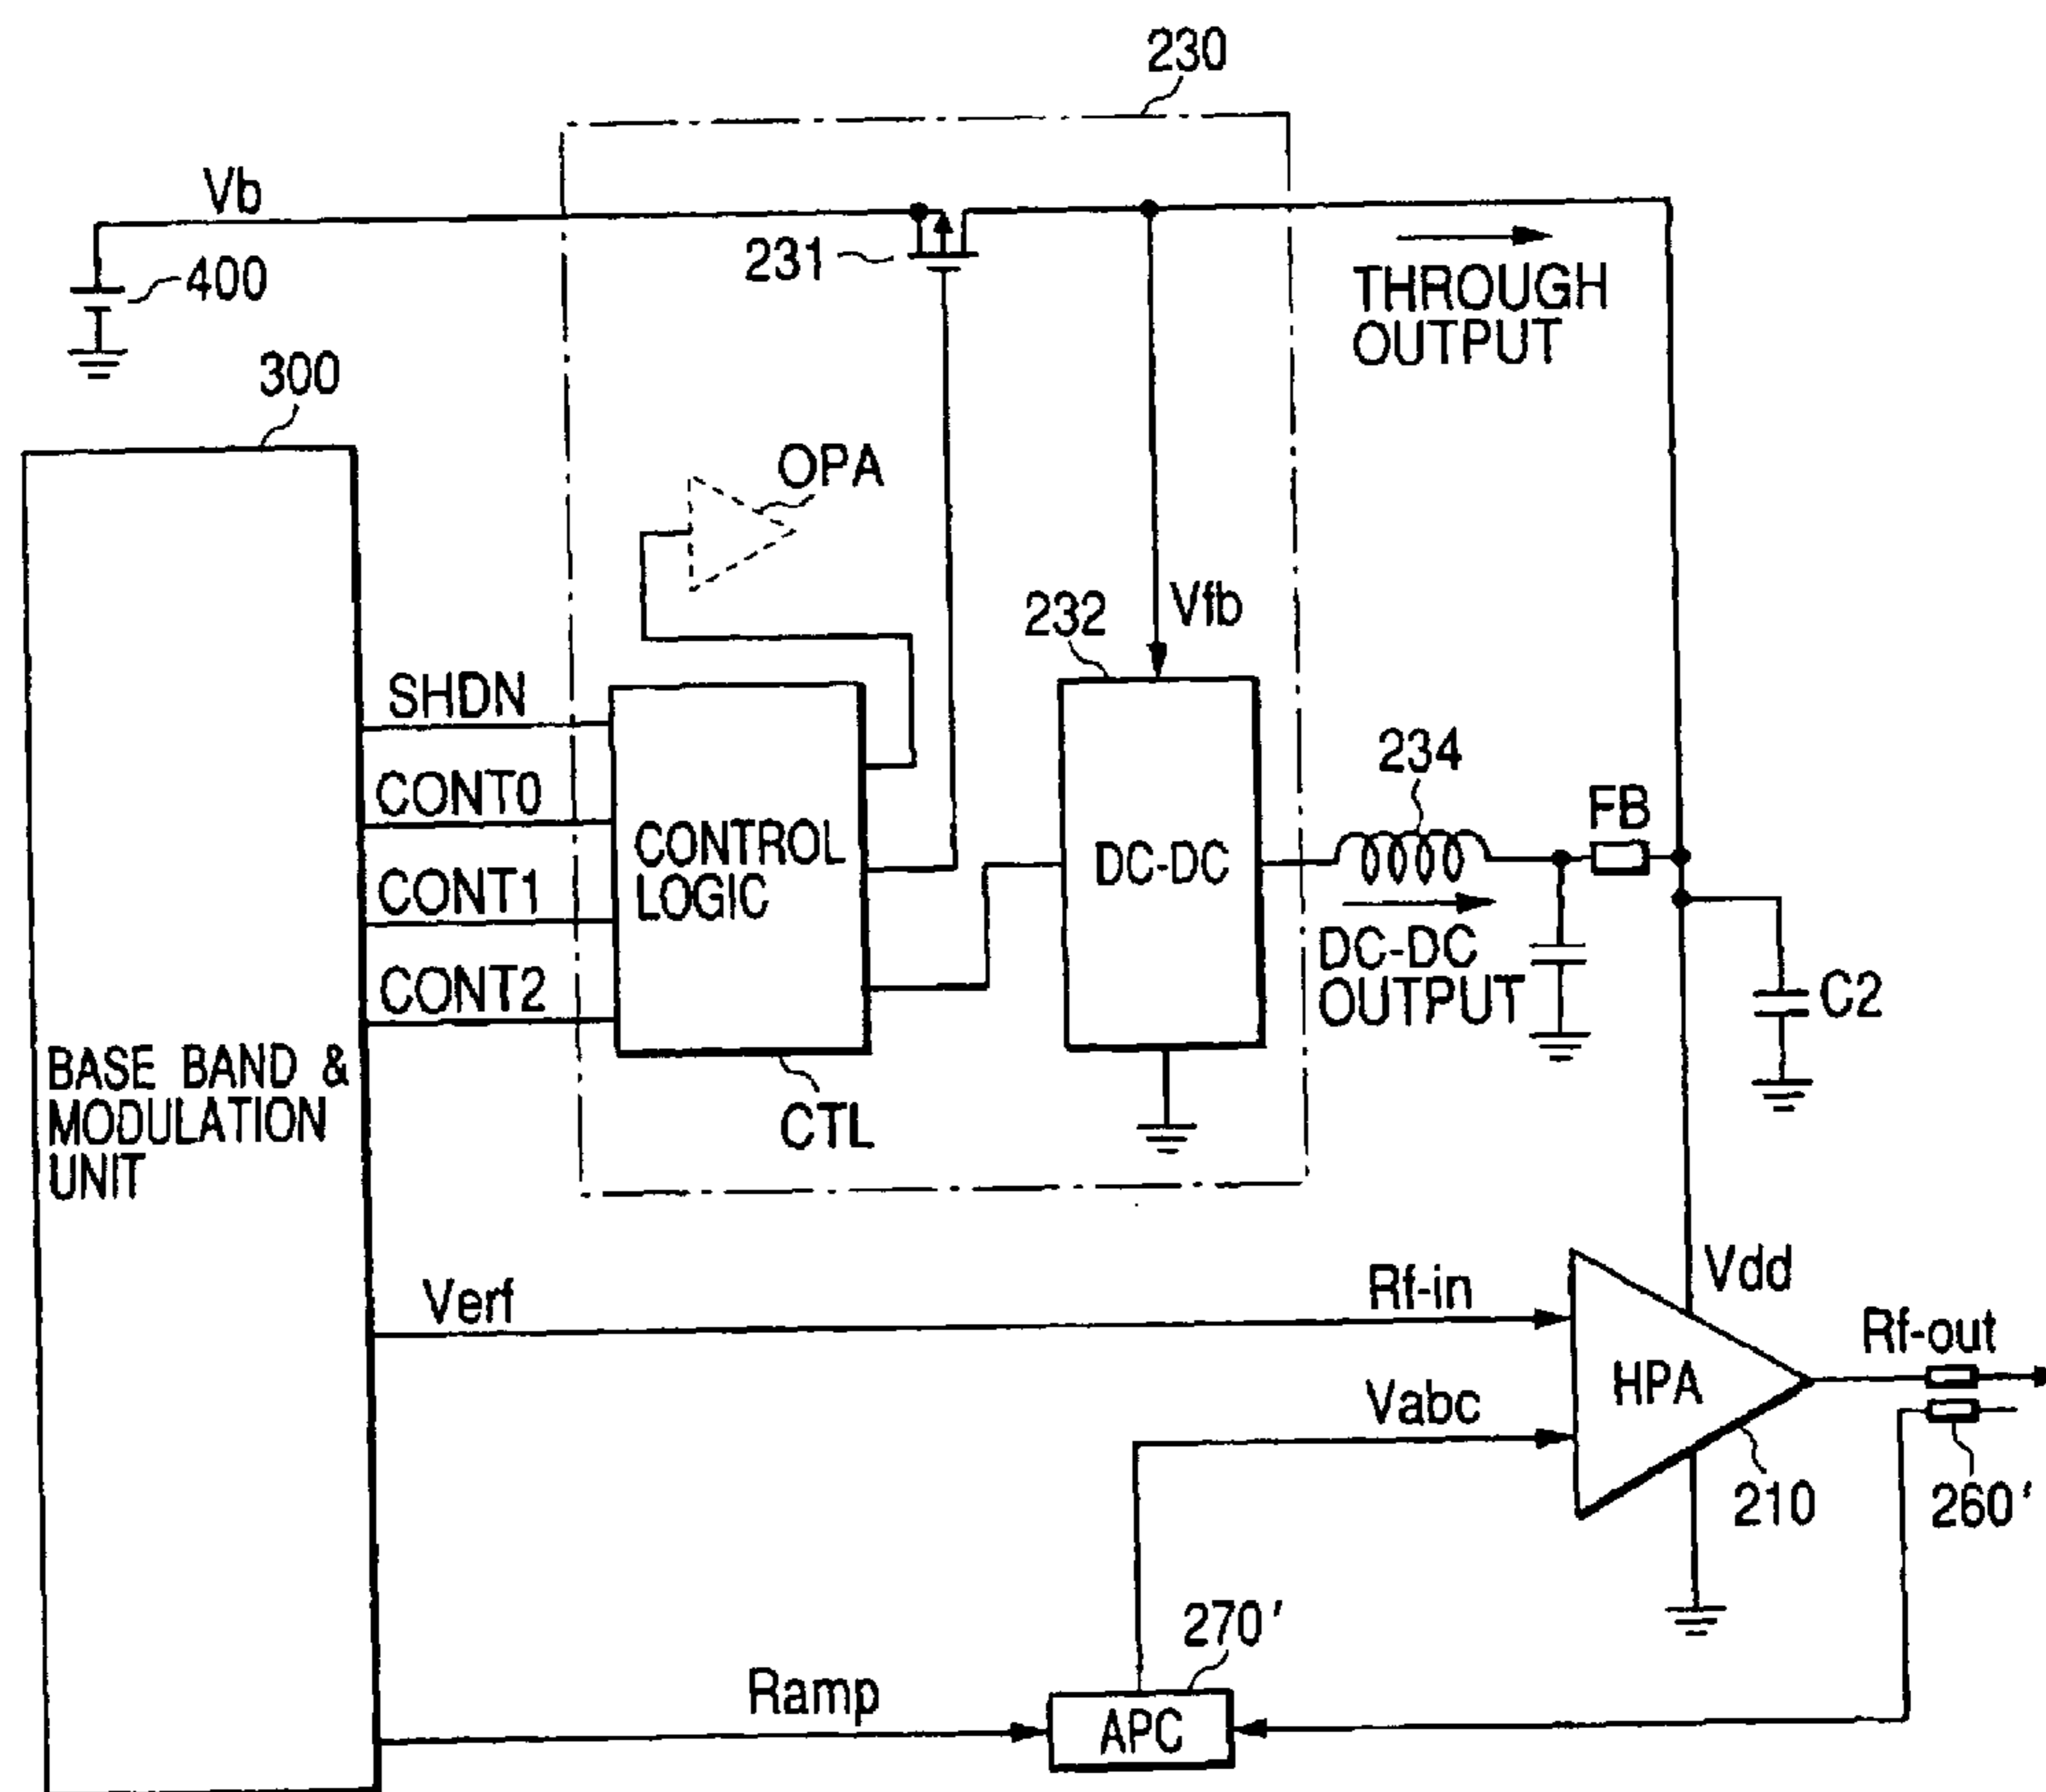 230
Vb
231
400
THROUGH
OUTPUT
300
OPA
232
Vfb
SHDN
234
CONT0
FB
CONTROL
LOGIC
DC-DC
CONT1
DC-DC
OUTPUT
CONT2
C2
BASE BAND &
MODULATION
UNIT
CTL
Verf
Rf-in
Vdd
Rf-out
HPA
Vabc
210
260'
270'
Ramp
APC